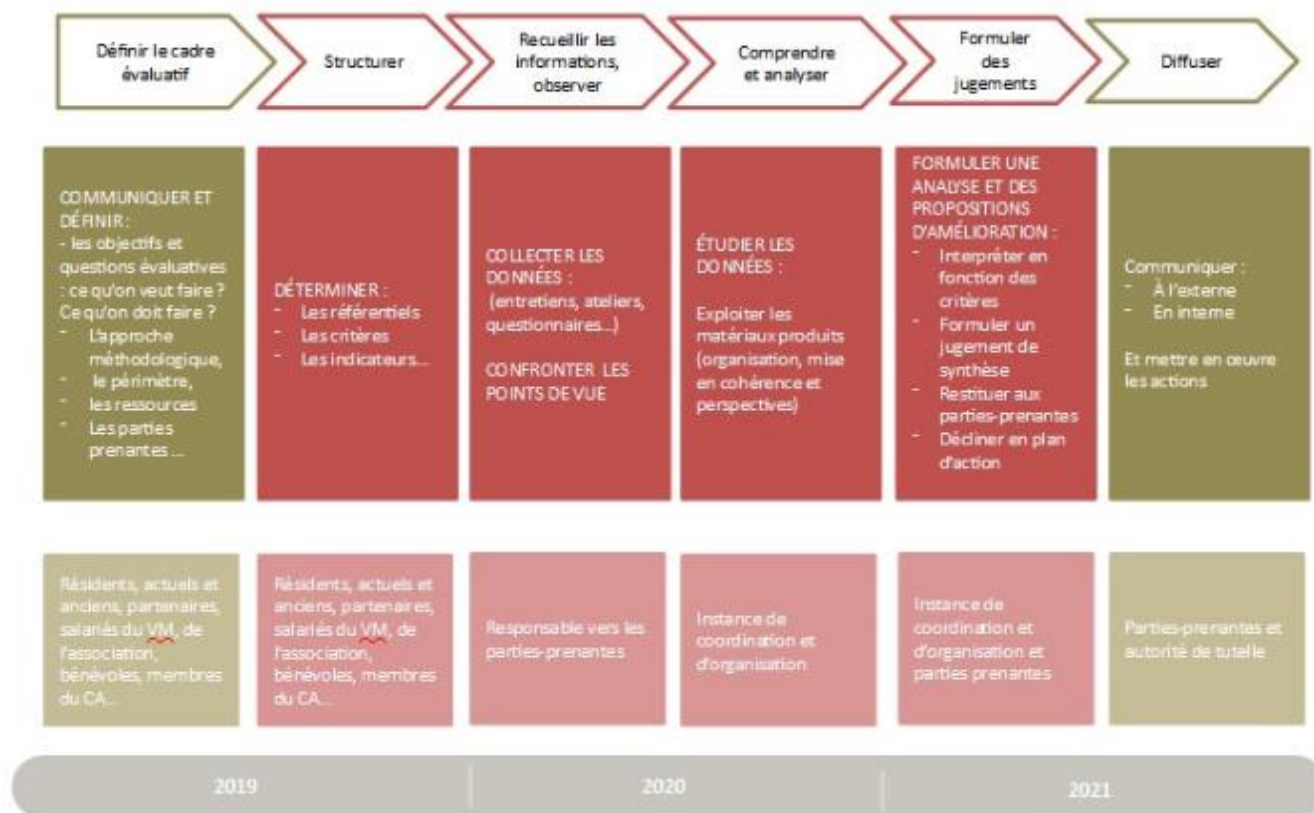 Définir le cadre
évaluatif
Structurer
Recueillir les
informations,
observer
Comprendre
et analyser
Formuler
des
jugements
Diffuser
COMMUNIQUER ET
DÉFINIR :
- les objectifs et
questions évaluatives
: ce qu'on veut faire ?
Ce qu'on doit faire ?
- L'approche
méthodologique,
- le périmètre,
- les ressources
- Les parties
prenantes ...
DÉTERMINER :
- Les référentiels
- Les critères
- Les indicateurs...
COLLECTER LES
DONNÉES :
(entretiens, ateliers,
questionnaires...)
CONFRONTER LES
POINTS DE VUE
ÉTUDIER LES
DONNÉES :
Exploiter les
matériaux produits
(organisation, mise
en cohérence et
perspectives)
FORMULER UNE
ANALYSE ET DES
PROPOSITIONS
D'AMÉLIORATION :
- Interpréter en
fonction des
critères
- Formuler un
jugement de
synthèse
- Restituer aux
parties-prenantes
- Décliner en plan
d'action
Communiquer :
- À l'externe
- En interne
Et mettre en œuvre
les actions
Résidents, actuels et
anciens, partenaires,
salariés du VM, de
l'association,
bénévoles, membres
du CA...
Résidents, actuels et
anciens, partenaires,
salariés du VM, de
l'association,
bénévoles, membres
du CA...
Responsable vers les
parties-prenantes
Instance de
coordination et
d'organisation
Instance de
coordination et
d'organisation et
parties prenantes
Parties-prenantes et
autorité de tutelle
2019
2020
2021